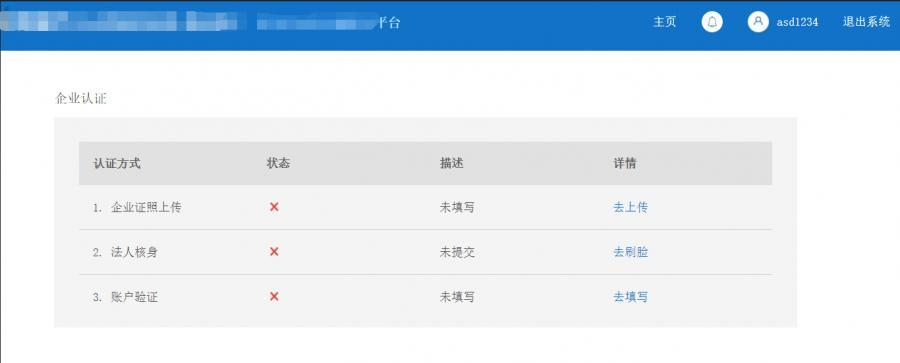 平台 主页 asd1234 退出系统
企业认证
认证方式 状态 描述 详情
1. 企业证照上传 未填写 去上传
2. 法人核身 未提交 去刷脸
3. 账户验证 未填写 去填写